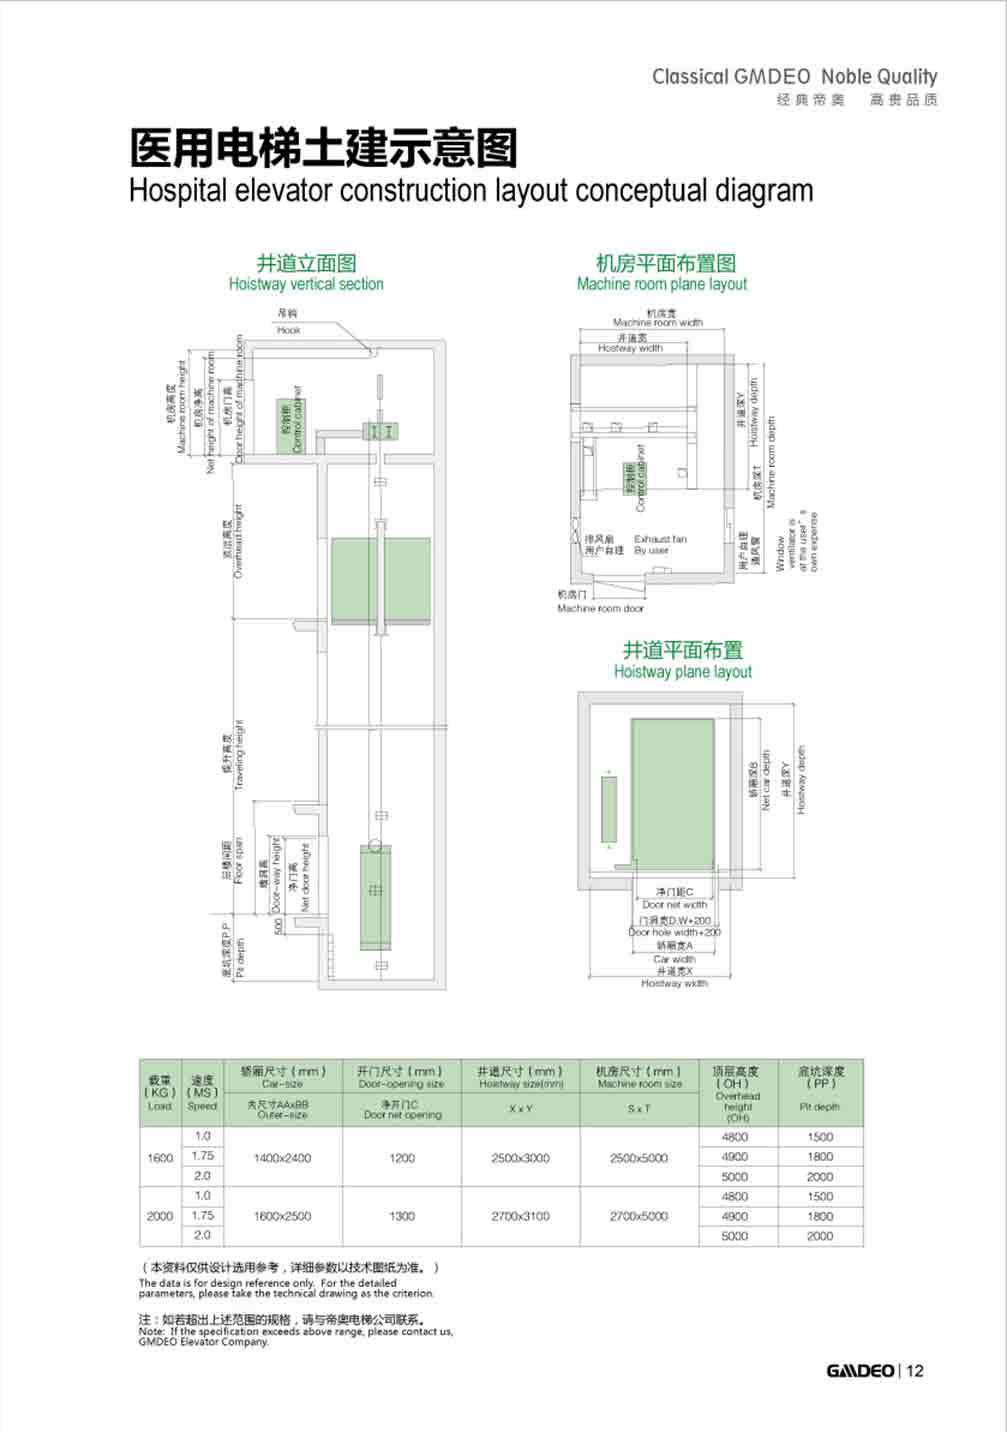 Classical GMDEO Noble Quality
经典帝奥 高贵品质
医用电梯土建示意图
Hospital elevator construction layout conceptual diagram
井道立面图
Hoistway vertical section
吊钩
Hook
机房高度
Machine room height
机房净高
Net height of machine room
机房门高
Door height of machine room
控制柜
Control cabinet
顶层高度
Overhead height
提升高度
Traveling height
层楼间距
Floor span
Door-way height
净门高
Net door height
500
底坑深度P.P
Pit depth
机房平面布置图
Machine room plane layout
机房宽
Machine room width
井道宽
Hostway width
井道深Y
Hoistway depth
机房深T
Machine room depth
控制柜
Control cabinet
排风扇 Exhaust fan
用户自理 By user
用户自理
通风窗
Window
ventilator is
at the user"s
own expense
机房门
Machine room door
井道平面布置
Hoistway plane layout
轿厢深B
Net car depth
井道深Y
Hoistway depth
净门距C
Door net width
门洞宽D.W+200
Door hole width+200
轿厢宽A
Car width
井道宽X
Hoistway width
载重（KG）Load
速度（MS）Speed
轿厢尺寸（mm）Car-size
开门尺寸（mm）Door-opening size
井道尺寸（mm）Hoistway size(mm)
机房尺寸（mm）Machine room size
顶层高度（OH）Overhead height (OH)
底坑深度（PP）Pit depth
内尺寸AAxBB Outer-size
净开门C Door net opening
X x Y
S x T
1.0 4800 1500
1600 1.75 1400x2400 1200 2500x3000 2500x5000 4900 1800
2.0 5000 2000
1.0 4800 1500
2000 1.75 1600x2500 1300 2700x3100 2700x5000 4900 1800
2.0 5000 2000
（本资料仅供设计选用参考，详细参数以技术图纸为准。）
The data is for design reference only. For the detailed
parameters, please take the technical drawing as the criterion.
注：如若超出上述范围的规格，请与帝奥电梯公司联系。
Note: If the specification exceeds above range, please contact us,
GMDEO Elevator Company.
GMDEO | 12